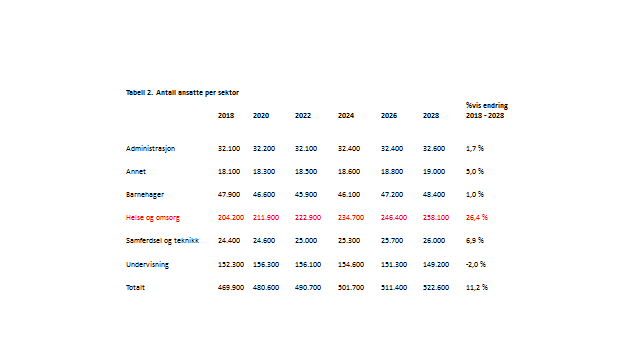 Tabell 2. Antall ansatte per sektor
%vis endring
2018 2020 2022 2024 2026 2028 2018 - 2028
Administrasjon 32.100 32.200 32.100 32.400 32.400 32.600 1,7 %
Annet 18.100 18.300 18.500 18.600 18.800 19.000 5,0 %
Barnehager 47.900 46.600 45.900 46.100 47.200 48.400 1,0 %
Helse og omsorg 204.200 211.900 222.900 234.700 246.400 258.100 26,4 %
Samferdsel og teknikk 24.400 24.600 25.000 25.300 25.700 26.000 6,9 %
Undervisning 152.300 156.300 156.100 154.600 151.300 149.200 -2,0 %
Totalt 469.900 480.600 490.700 501.700 511.400 522.600 11,2 %